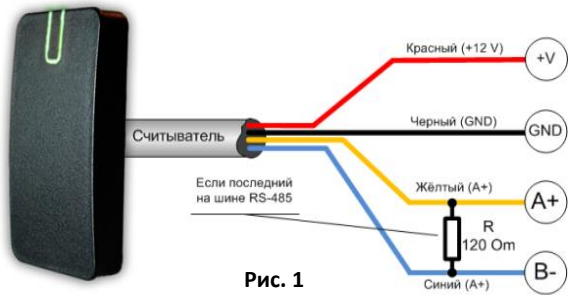 Красный (+12 V)
+V
Черный (GND)
GND
Считыватель
Если последний
на шине RS-485
Жёлтый (A+)
A+
R
120 Om
Синий (A+)
B-
Рис. 1